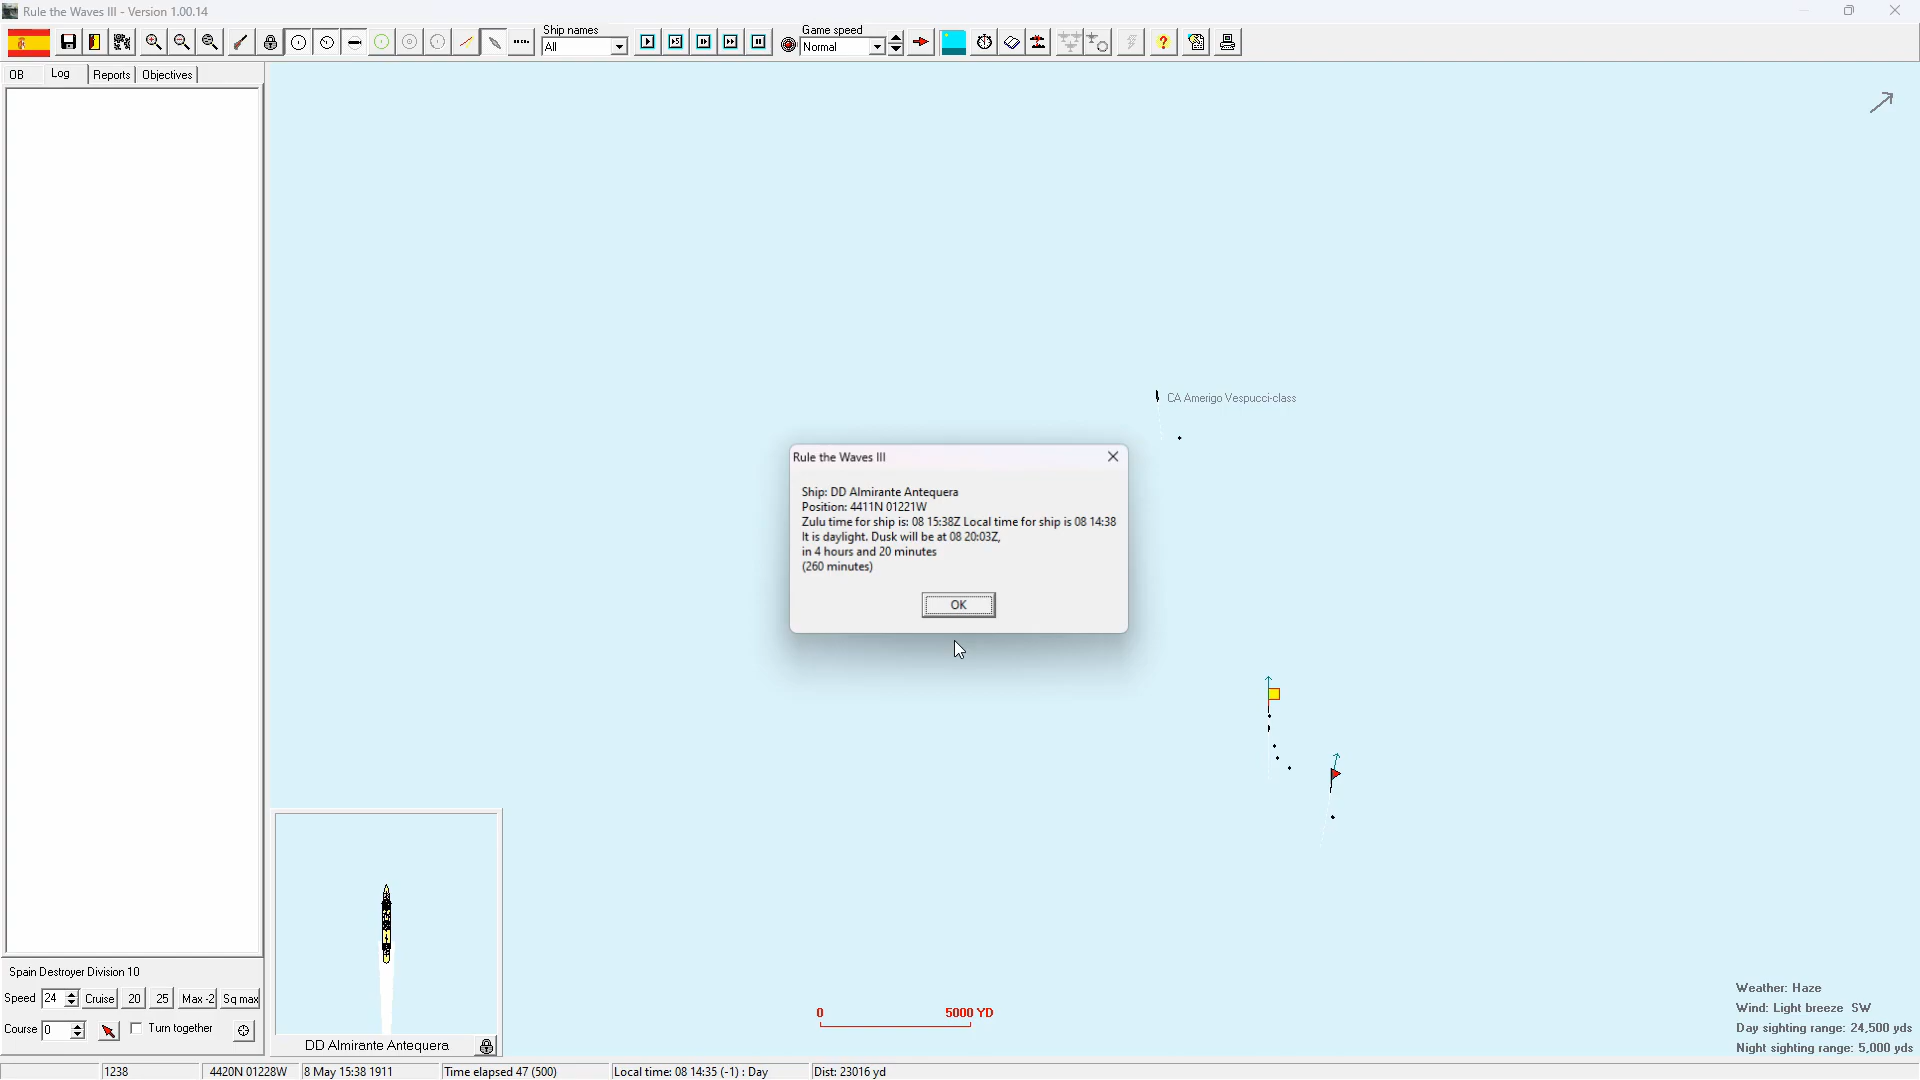 Rule the Waves III - Version 1.00.14
Ship names
All
Game speed
Normal
OB
Log
Reports
Objectives
CA Amerigo Vespucci-class
Rule the Waves III
Ship: DD Almirante Antequera
Position: 4411N 01221W
Zulu time for ship is: 08 15:38Z Local time for ship is 08 14:38
It is daylight. Dusk will be at 08 20:03Z,
in 4 hours and 20 minutes
(260 minutes)
OK
DD Almirante Antequera
0 5000 YD
Weather: Haze
Wind: Light breeze SW
Day sighting range: 24,500 yds
Night sighting range: 5,000 yds
Spain Destroyer Division 10
Speed 24 Cruise 20 25 Max -2 Sq max
Course 0 Turn together
1238 4420N 01228W 8 May 15:38 1911 Time elapsed 47 (500) Local time: 08 14:35 (-1) : Day Dist: 23016 yd